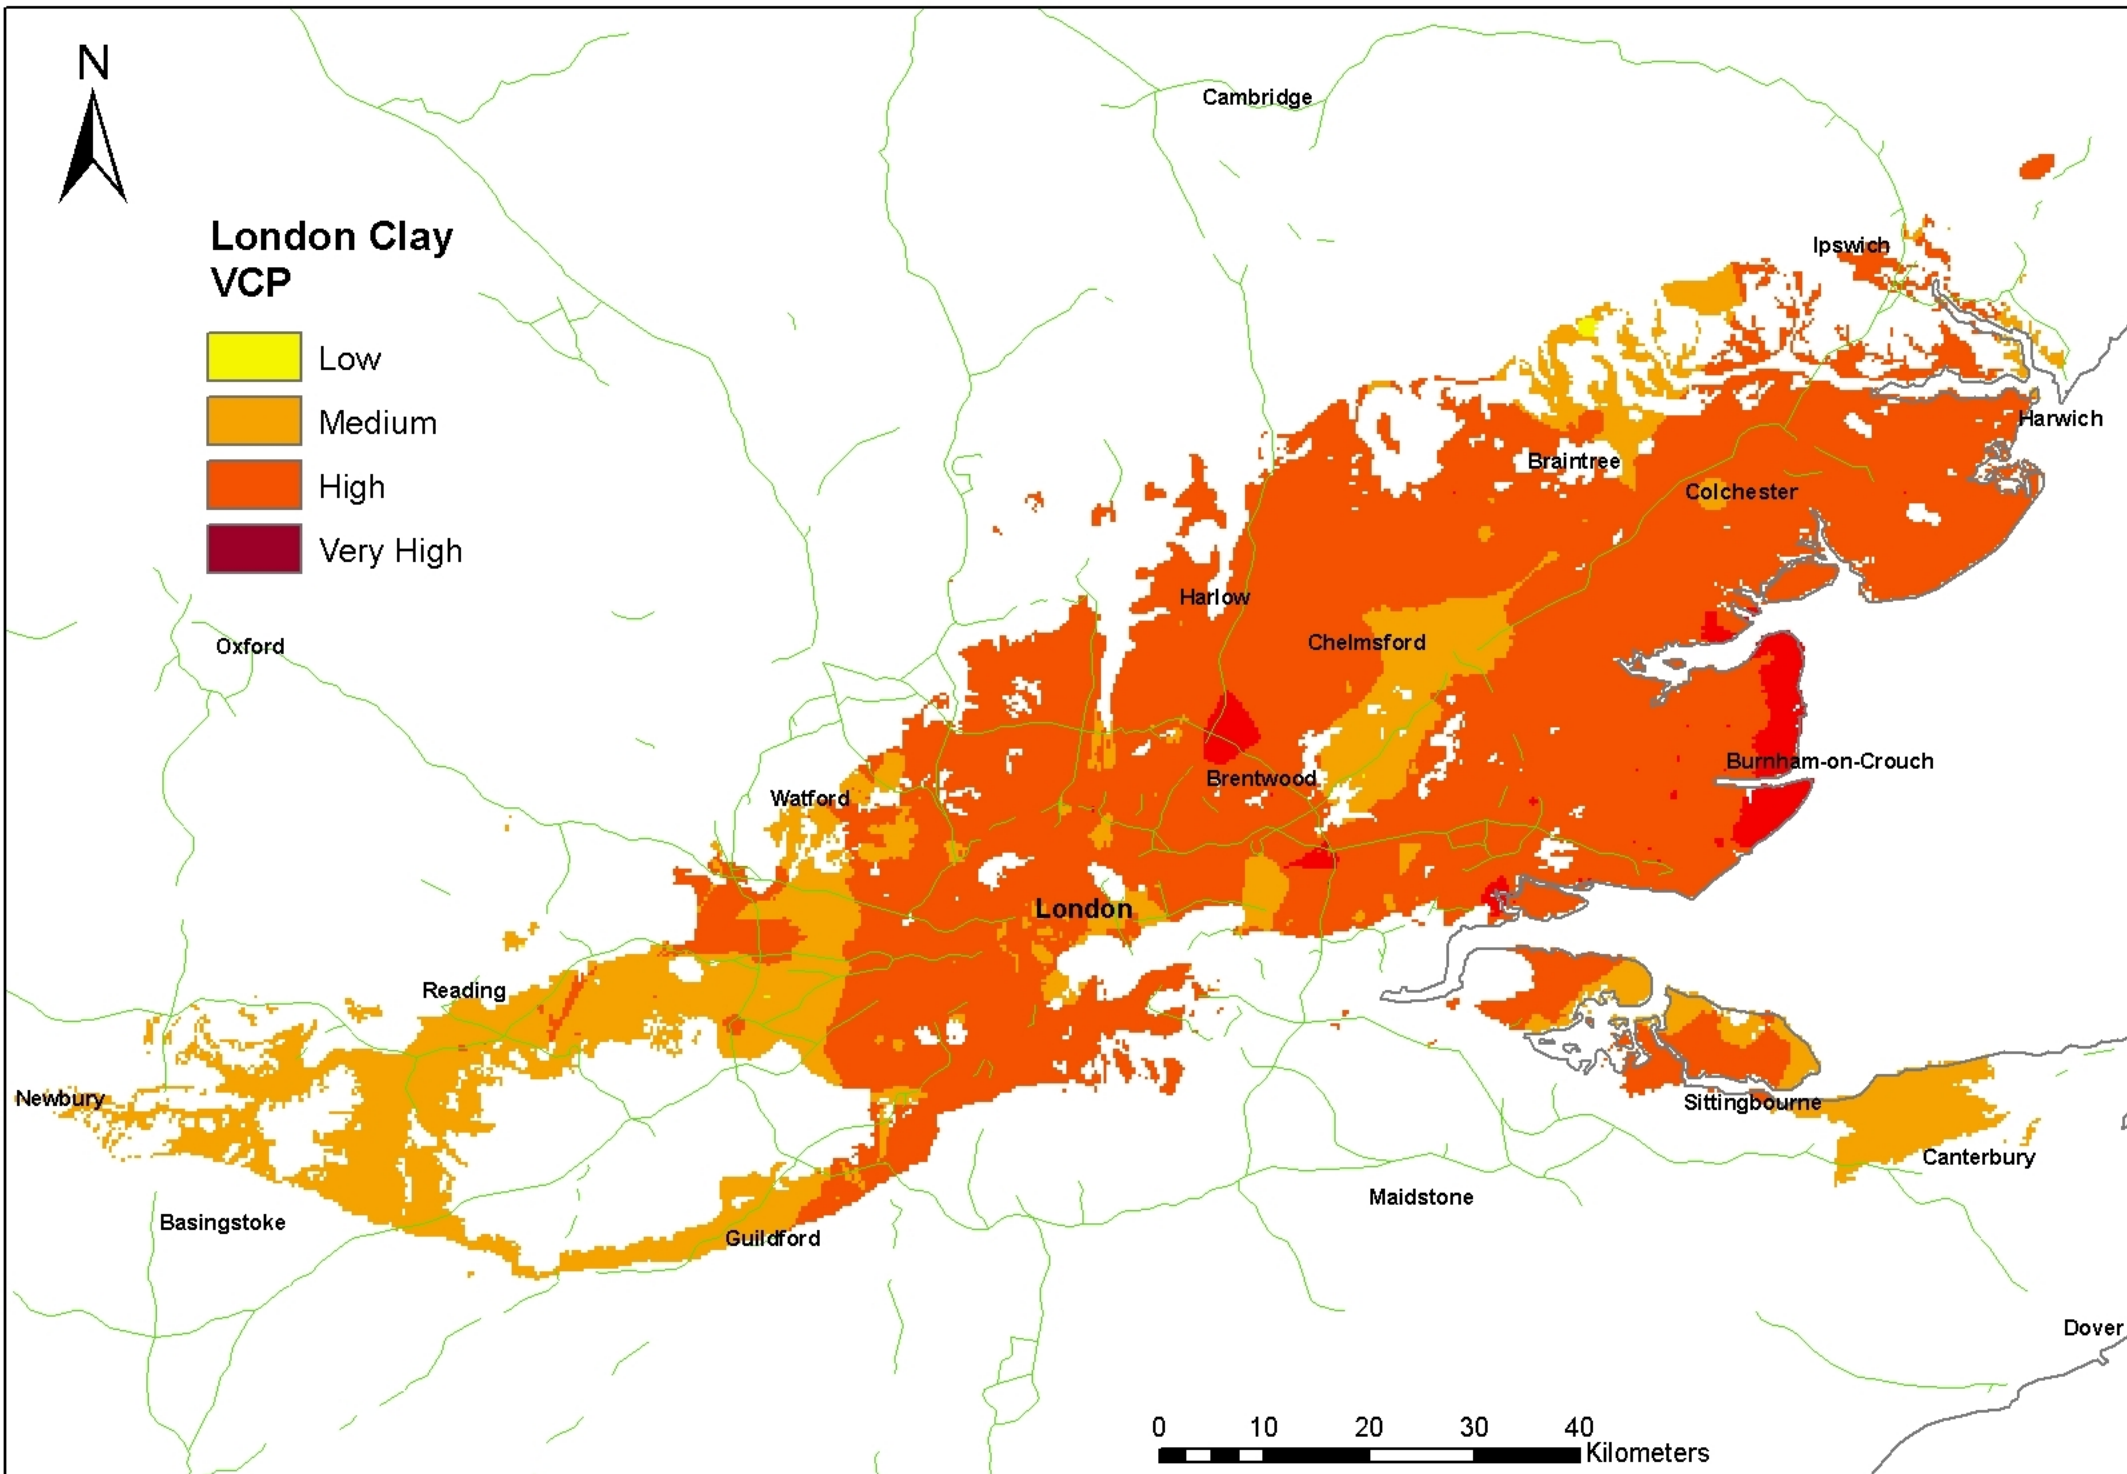 N
Cambridge
London Clay
VCP
Low
Medium
High
Very High
Ipswich
Harwich
Braintree
Colchester
Harlow
Oxford
Chelmsford
Burnham-on-Crouch
Brentwood
Watford
London
Reading
Newbury
Sittingbourne
Canterbury
Maidstone
Basingstoke
Guildford
Dover
0 10 20 30 40
Kilometers